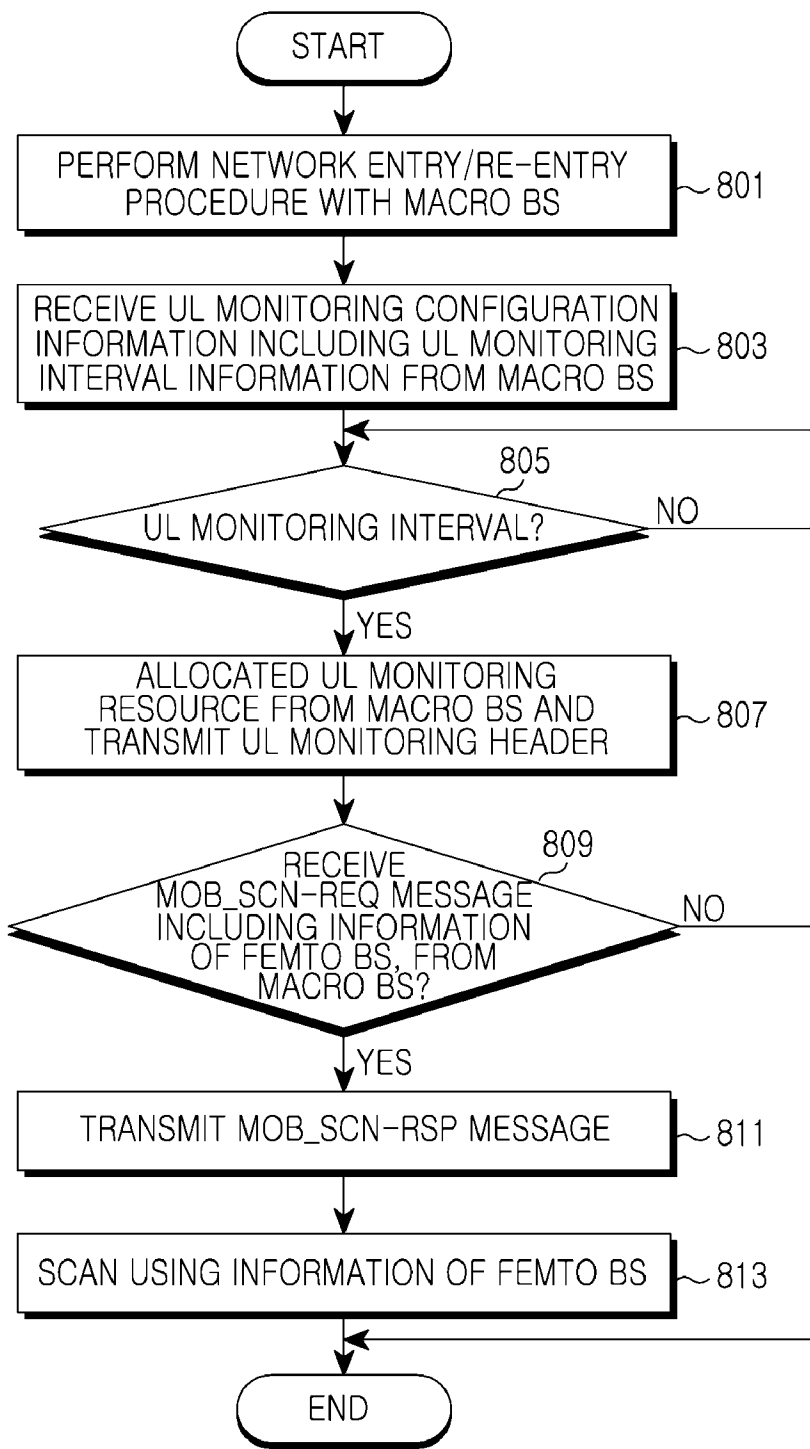 START
PERFORM NETWORK ENTRY/RE-ENTRY
PROCEDURE WITH MACRO BS
801
RECEIVE UL MONITORING CONFIGURATION
INFORMATION INCLUDING UL MONITORING
INTERVAL INFORMATION FROM MACRO BS
803
805
UL MONITORING INTERVAL?
NO
YES
ALLOCATED UL MONITORING
RESOURCE FROM MACRO BS AND
TRANSMIT UL MONITORING HEADER
807
809
RECEIVE
MOB_SCN-REQ MESSAGE
INCLUDING INFORMATION
OF FEMTO BS, FROM
MACRO BS?
NO
YES
TRANSMIT MOB_SCN-RSP MESSAGE
811
SCAN USING INFORMATION OF FEMTO BS
813
END